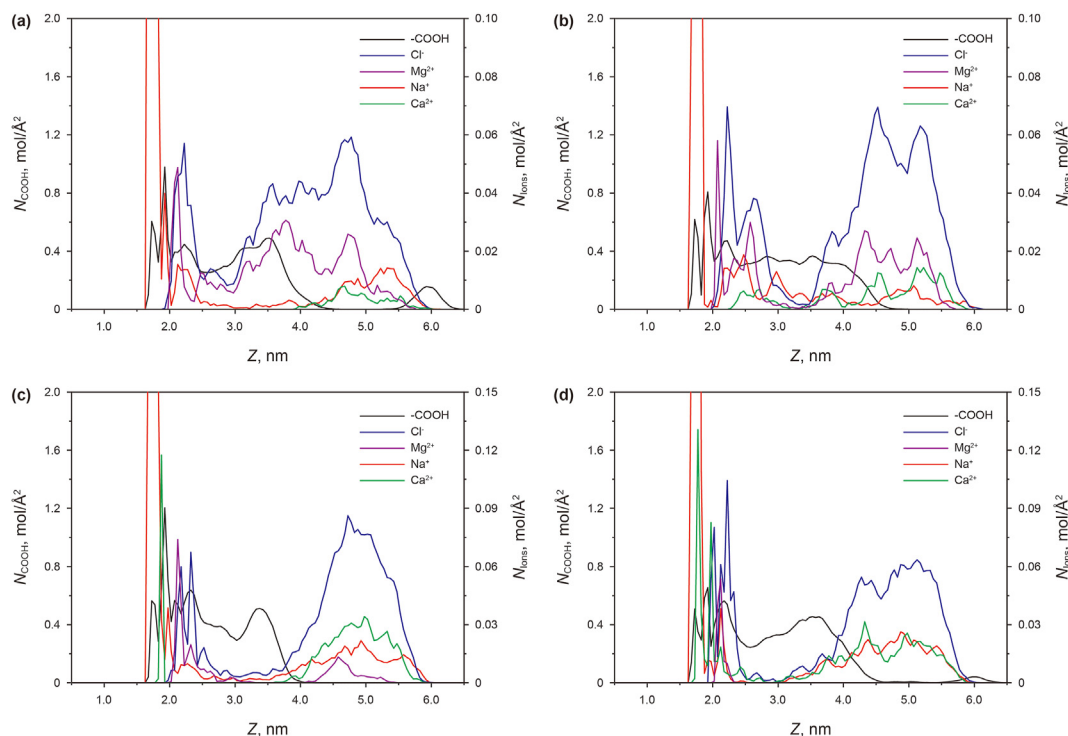 (a)
2.0
1.6
1.2
0.8
0.4
0
0.10
0.08
0.06
0.04
0.02
0
N_COOH, mol/Å²
N_Ions, mol/Å²
-COOH
Cl⁻
Mg²⁺
Na⁺
Ca²⁺
1.0 2.0 3.0 4.0 5.0 6.0
Z, nm
(b)
2.0
1.6
1.2
0.8
0.4
0
0.10
0.08
0.06
0.04
0.02
0
N_COOH, mol/Å²
N_Ions, mol/Å²
-COOH
Cl⁻
Mg²⁺
Na⁺
Ca²⁺
1.0 2.0 3.0 4.0 5.0 6.0
Z, nm
(c)
2.0
1.6
1.2
0.8
0.4
0
0.15
0.12
0.09
0.06
0.03
0
N_COOH, mol/Å²
N_Ions, mol/Å²
-COOH
Cl⁻
Mg²⁺
Na⁺
Ca²⁺
1.0 2.0 3.0 4.0 5.0 6.0
Z, nm
(d)
2.0
1.6
1.2
0.8
0.4
0
0.15
0.12
0.09
0.06
0.03
0
N_COOH, mol/Å²
N_Ions, mol/Å²
-COOH
Cl⁻
Mg²⁺
Na⁺
Ca²⁺
1.0 2.0 3.0 4.0 5.0 6.0
Z, nm